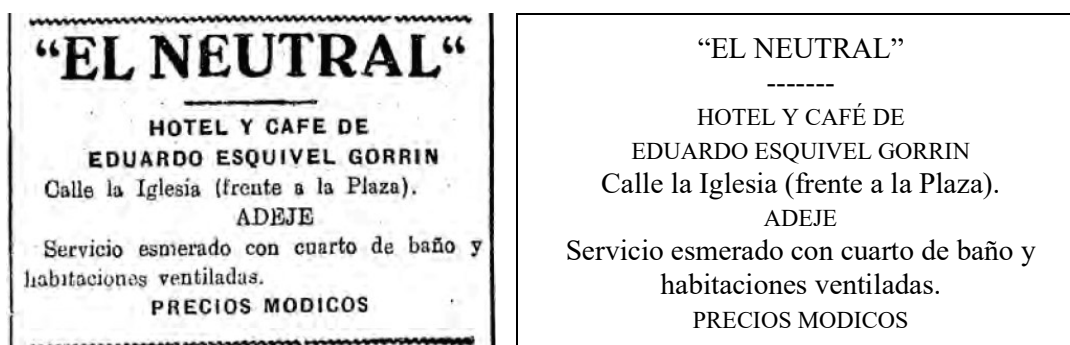 “EL NEUTRAL“
HOTEL Y CAFE DE
EDUARDO ESQUIVEL GORRIN
Calle la Iglesia (frente a la Plaza).
ADEJE
Servicio esmerado con cuarto de baño y
habitaciones ventiladas.
PRECIOS MODICOS
“EL NEUTRAL”
-------
HOTEL Y CAFÉ DE
EDUARDO ESQUIVEL GORRIN
Calle la Iglesia (frente a la Plaza).
ADEJE
Servicio esmerado con cuarto de baño y
habitaciones ventiladas.
PRECIOS MODICOS